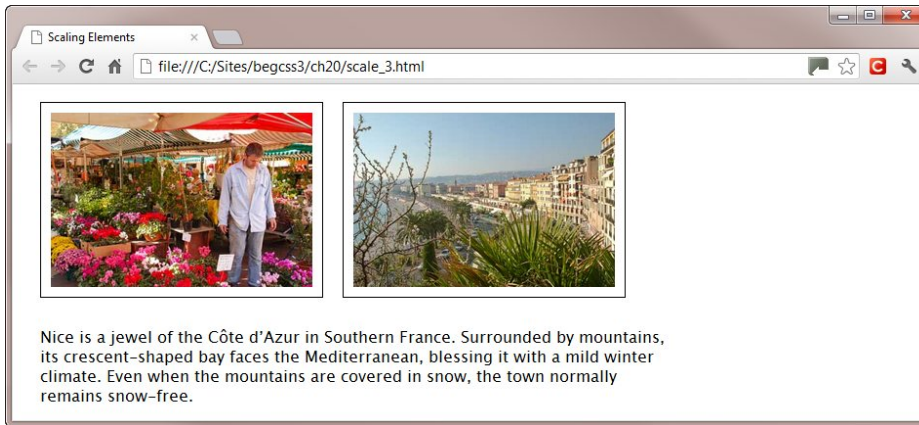 Scaling Elements
file:///C:/Sites/begcss3/ch20/scale_3.html
Nice is a jewel of the Côte d’Azur in Southern France. Surrounded by mountains,
its crescent-shaped bay faces the Mediterranean, blessing it with a mild winter
climate. Even when the mountains are covered in snow, the town normally
remains snow-free.